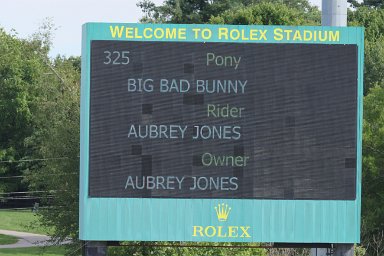 WELCOME TO ROLEX STADIUM
325 Pony
BIG BAD BUNNY
Rider
AUBREY JONES
Owner
AUBREY JONES
ROLEX